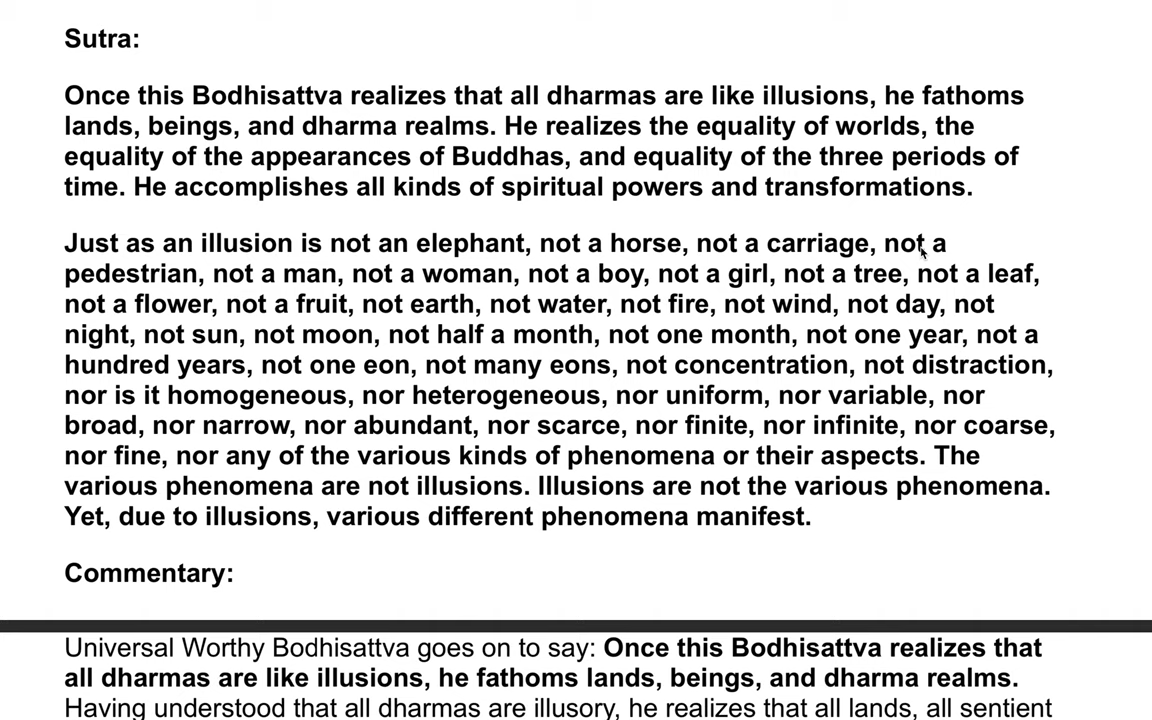 Sutra:
Once this Bodhisattva realizes that all dharmas are like illusions, he fathoms
lands, beings, and dharma realms. He realizes the equality of worlds, the
equality of the appearances of Buddhas, and equality of the three periods of
time. He accomplishes all kinds of spiritual powers and transformations.
Just as an illusion is not an elephant, not a horse, not a carriage, not a
pedestrian, not a man, not a woman, not a boy, not a girl, not a tree, not a leaf,
not a flower, not a fruit, not earth, not water, not fire, not wind, not day, not
night, not sun, not moon, not half a month, not one month, not one year, not a
hundred years, not one eon, not many eons, not concentration, not distraction,
nor is it homogeneous, nor heterogeneous, nor uniform, nor variable, nor
broad, nor narrow, nor abundant, nor scarce, nor finite, nor infinite, nor coarse,
nor fine, nor any of the various kinds of phenomena or their aspects. The
various phenomena are not illusions. Illusions are not the various phenomena.
Yet, due to illusions, various different phenomena manifest.
Commentary:
Universal Worthy Bodhisattva goes on to say: Once this Bodhisattva realizes that
all dharmas are like illusions, he fathoms lands, beings, and dharma realms.
Having understood that all dharmas are illusory, he realizes that all lands, all sentient